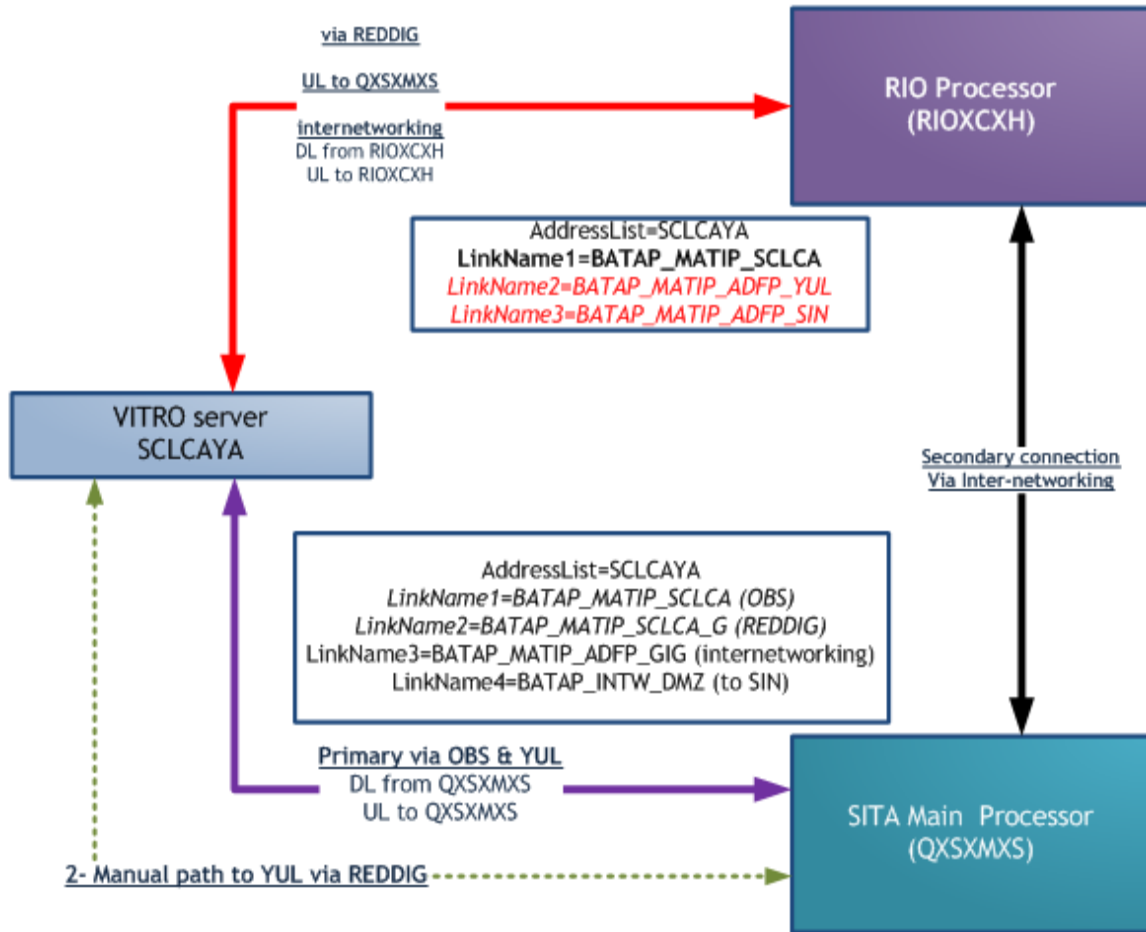 via REDDIG
UL to QXSXMXS
internetworking
DL from RIOXCXH
UL to RIOXCXH
RIO Processor
(RIOXCXH)
AddressList=SCLCAYA
LinkName1=BATAP_MATIP_SCLCA
LinkName2=BATAP_MATIP_ADFP_YUL
LinkName3=BATAP_MATIP_ADFP_SIN
VITRO server
SCLCAYA
Secondary connection
Via Inter-networking
AddressList=SCLCAYA
LinkName1=BATAP_MATIP_SCLCA (OBS)
LinkName2=BATAP_MATIP_SCLCA_G (REDDIG)
LinkName3=BATAP_MATIP_ADFP_GIG (internetworking)
LinkName4=BATAP_INTW_DMZ (to SIN)
Primary via OBS & YUL
DL from QXSXMXS
UL to QXSXMXS
SITA Main Processor
(QXSXMXS)
2- Manual path to YUL via REDDIG